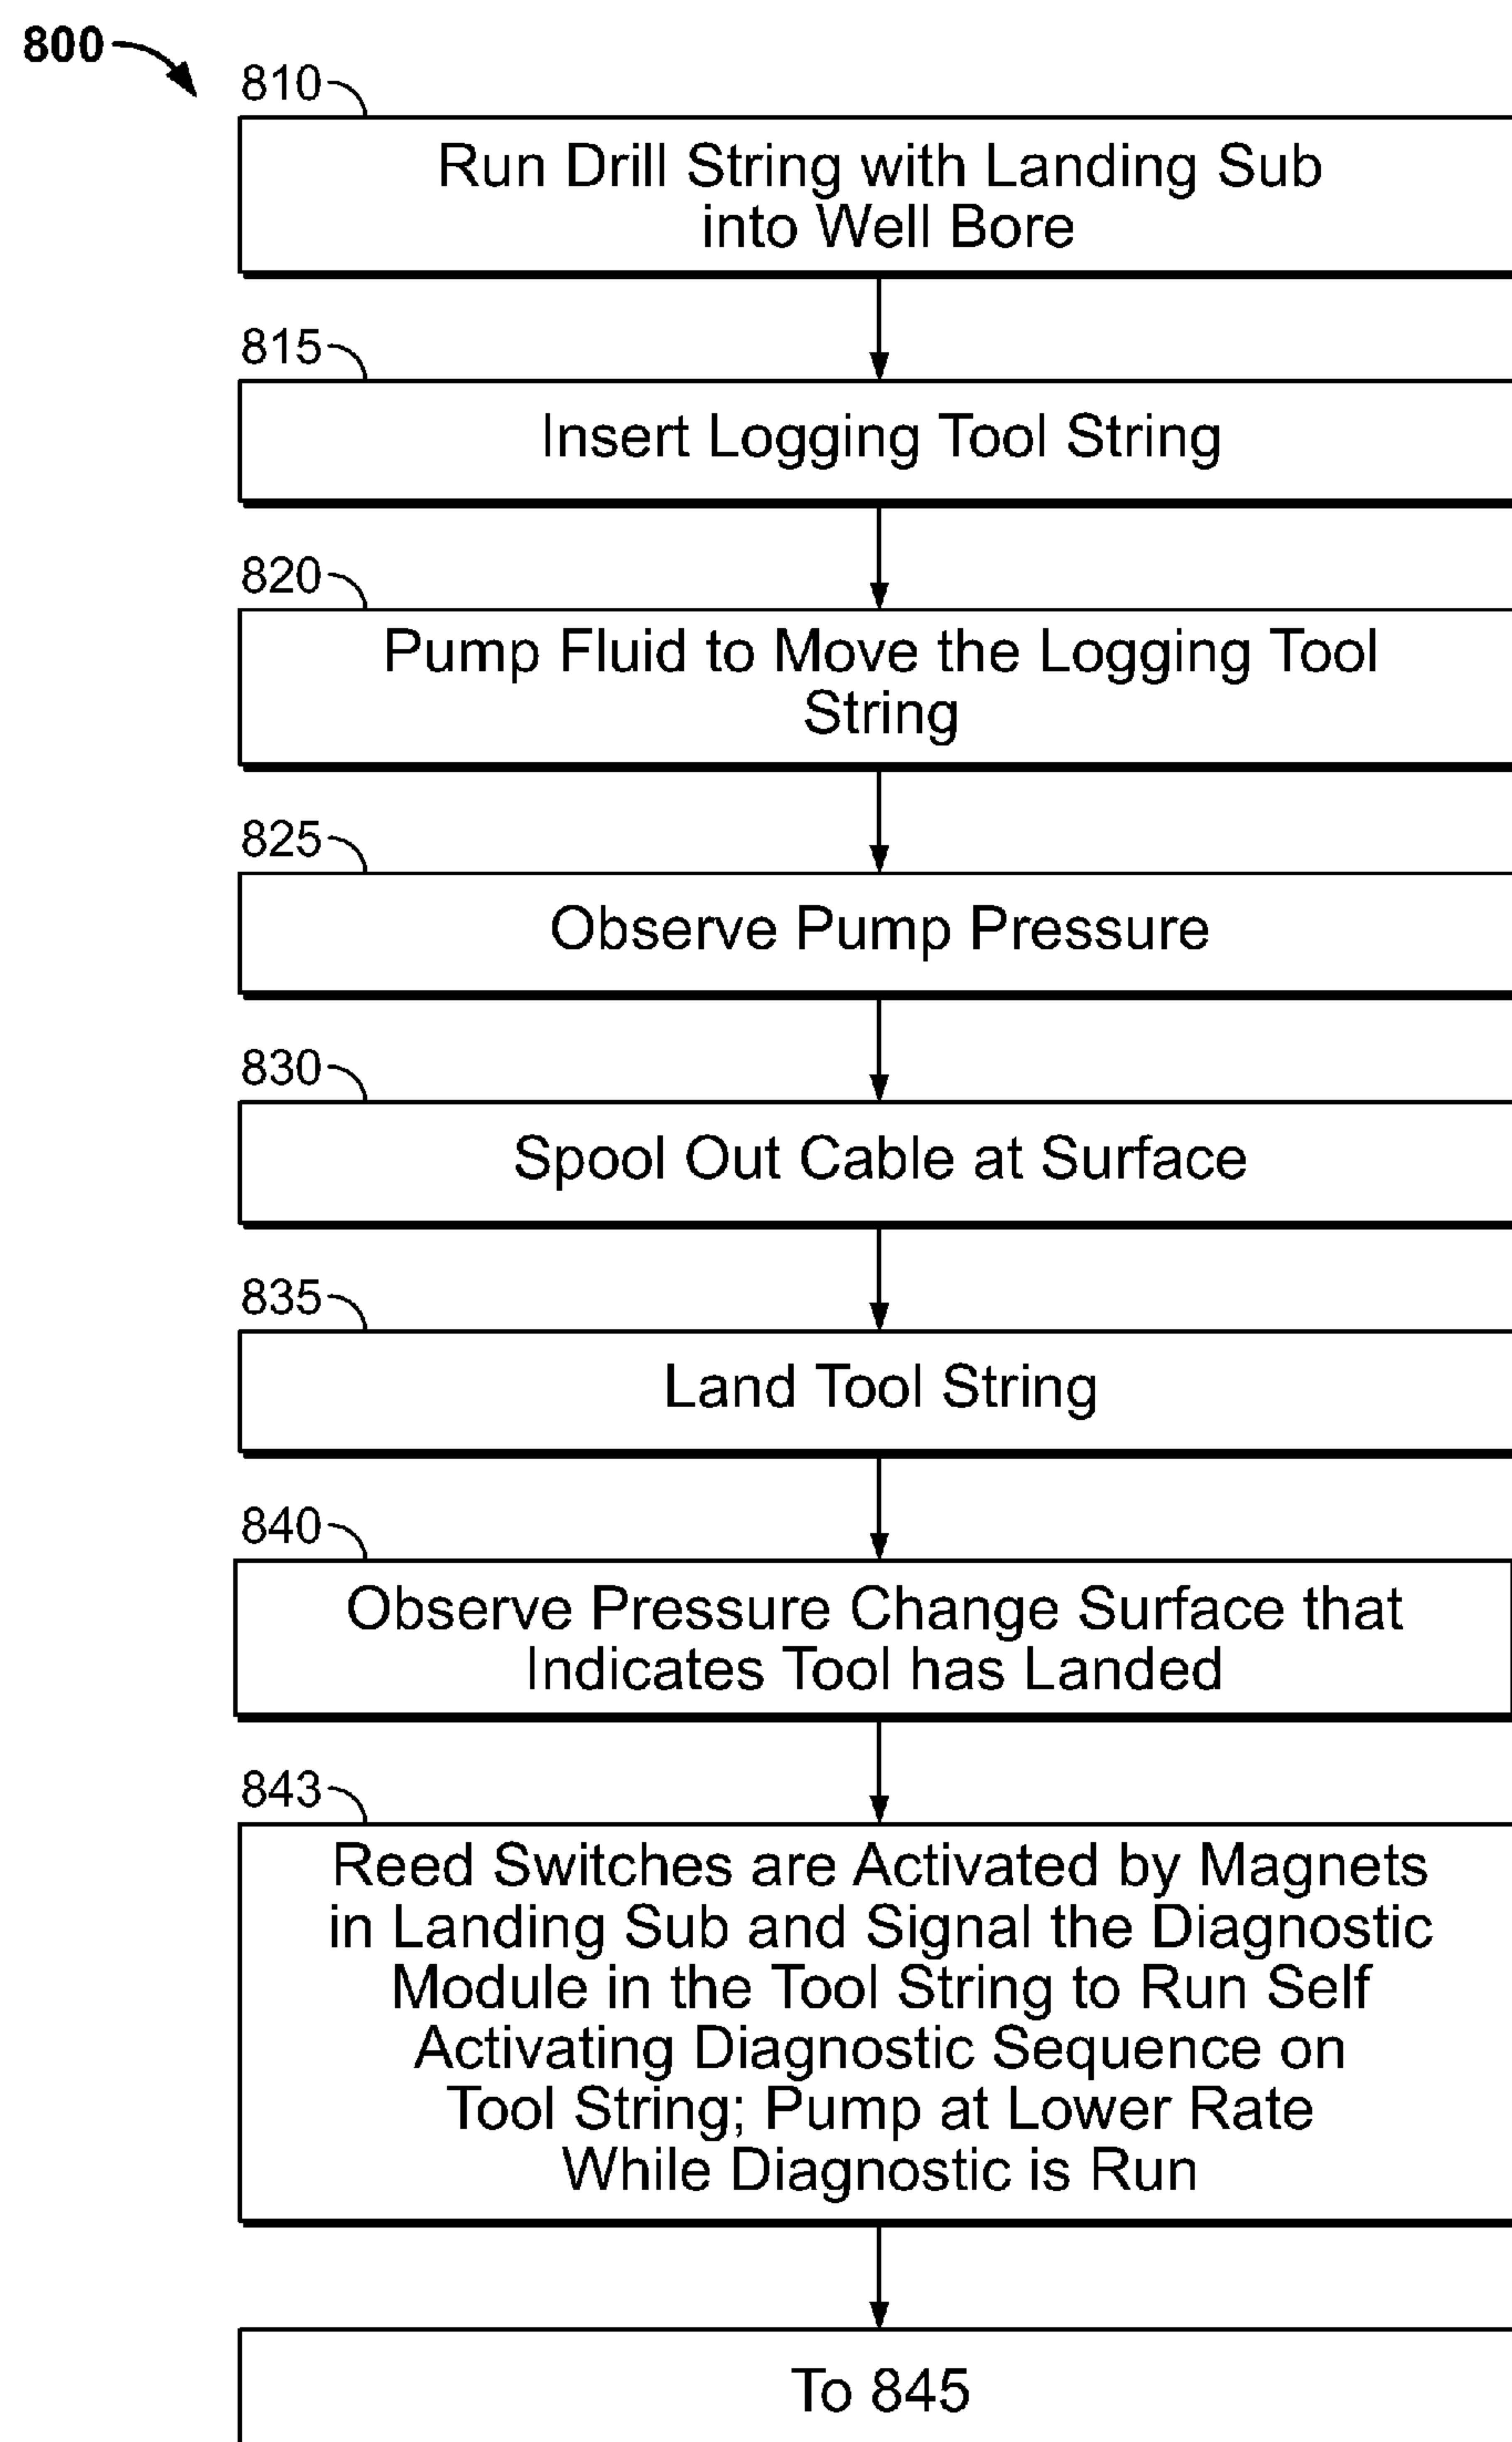 800
810
Run Drill String with Landing Sub
into Well Bore
815
Insert Logging Tool String
820
Pump Fluid to Move the Logging Tool
String
825
Observe Pump Pressure
830
Spool Out Cable at Surface
835
Land Tool String
840
Observe Pressure Change Surface that
Indicates Tool has Landed
843
Reed Switches are Activated by Magnets
in Landing Sub and Signal the Diagnostic
Module in the Tool String to Run Self
Activating Diagnostic Sequence on
Tool String; Pump at Lower Rate
While Diagnostic is Run
To 845